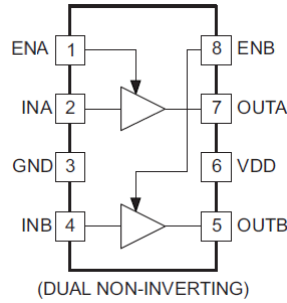 ENA 1 8 ENB
INA 2 7 OUTA
GND 3 6 VDD
INB 4 5 OUTB
(DUAL NON-INVERTING)